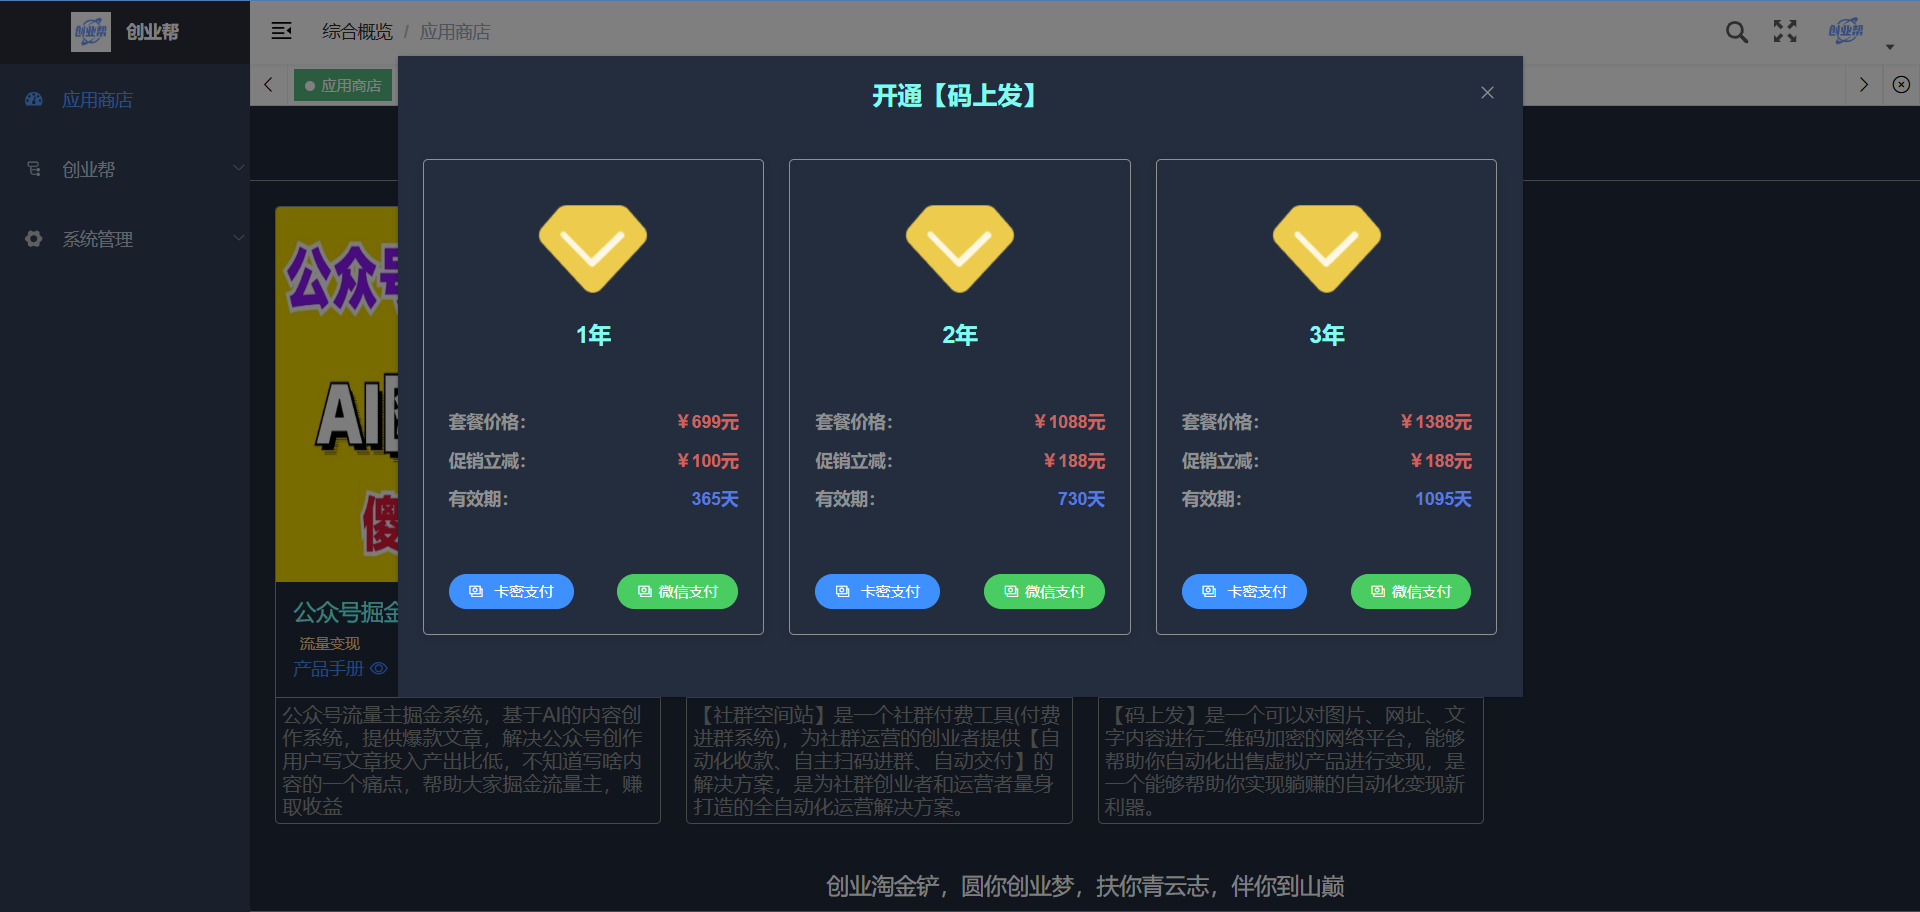 创业帮
创业帮
综合概览 / 应用商店
创业帮
应用商店
应用商店
创业帮
系统管理
开通【码上发】
1年
套餐价格：
￥699元
促销立减：
￥100元
有效期：
365天
卡密支付
微信支付
2年
套餐价格：
￥1088元
促销立减：
￥188元
有效期：
730天
卡密支付
微信支付
3年
套餐价格：
￥1388元
促销立减：
￥188元
有效期：
1095天
卡密支付
微信支付
公众号
AI
傻
公众号掘金
流量变现
产品手册
公众号流量主掘金系统，基于AI的内容创
作系统，提供爆款文章，解决公众号创作
用户写文章投入产出比低，不知道写啥内
容的一个痛点，帮助大家掘金流量主，赚
取收益
【社群空间站】是一个社群付费工具(付费
进群系统)，为社群运营的创业者提供【自
动化收款、自主扫码进群、自动交付】的
解决方案，是为社群创业者和运营者量身
打造的全自动化运营解决方案。
【码上发】是一个可以对图片、网址、文
字内容进行二维码加密的网络平台，能够
帮助你自动化出售虚拟产品进行变现，是
一个能够帮助你实现躺赚的自动化变现新
利器。
创业淘金铲，圆你创业梦，扶你青云志，伴你到山巅